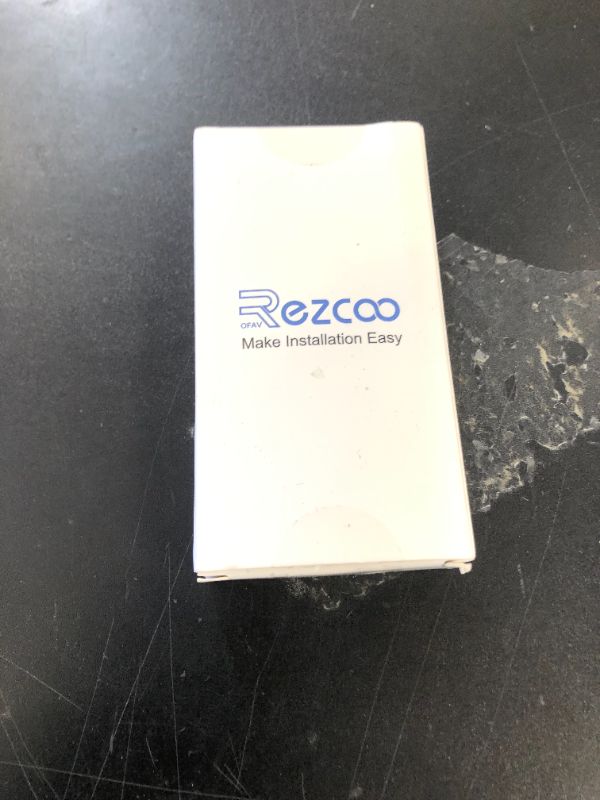 Rezcoo
OFAV
Make Installation Easy